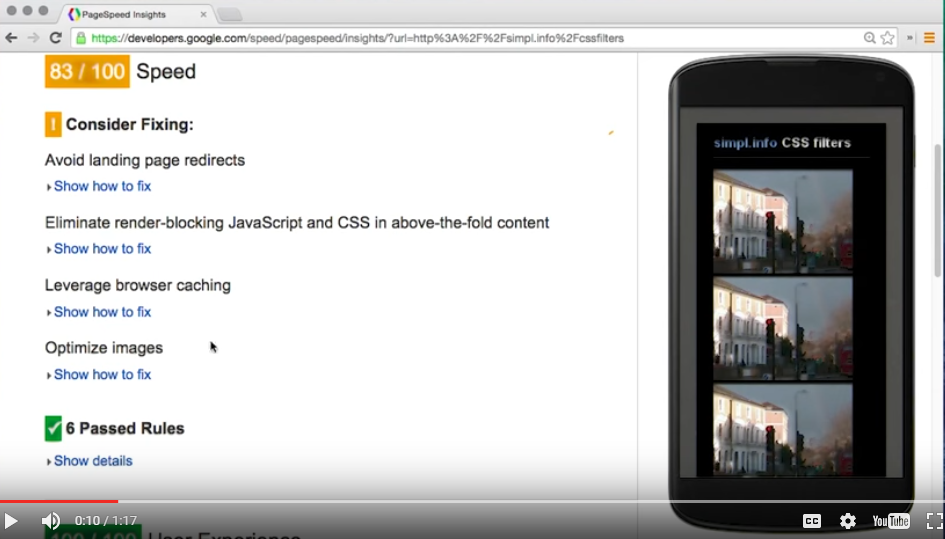 PageSpeed Insights
https://developers.google.com/speed/pagespeed/insights/?url=http%3A%2F%2Fsimpl.info%2Fcssfilters
83 / 100 Speed
! Consider Fixing:
Avoid landing page redirects
Show how to fix
Eliminate render-blocking JavaScript and CSS in above-the-fold content
Show how to fix
Leverage browser caching
Show how to fix
Optimize images
Show how to fix
6 Passed Rules
Show details
100 / 100 User Experience
simpl.info CSS filters
0:10 / 1:17
CC
YouTube